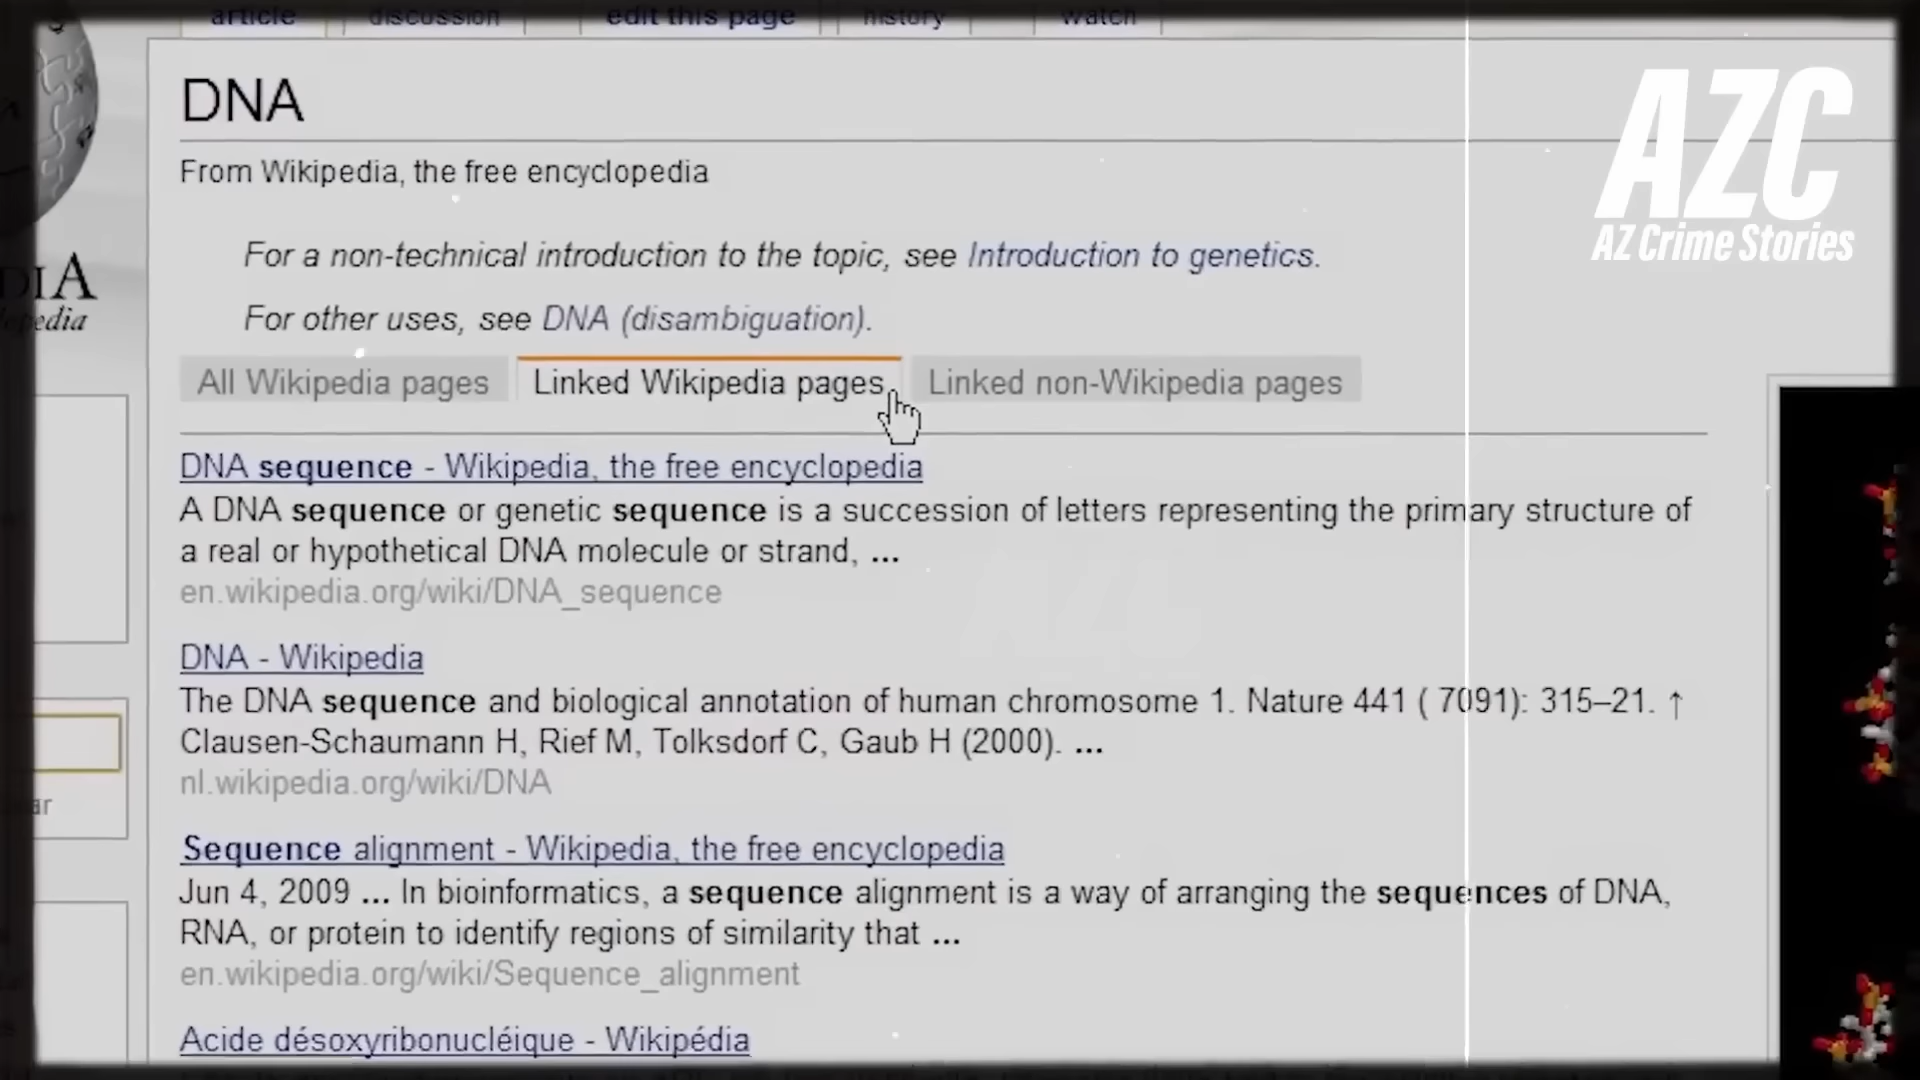 article discussion edit this page history watch
DNA
AZC
From Wikipedia, the free encyclopedia
AZ Crime Stories
For a non-technical introduction to the topic, see Introduction to genetics.
For other uses, see DNA (disambiguation).
All Wikipedia pages Linked Wikipedia pages Linked non-Wikipedia pages
DNA sequence - Wikipedia, the free encyclopedia
A DNA sequence or genetic sequence is a succession of letters representing the primary structure of
a real or hypothetical DNA molecule or strand, ...
en.wikipedia.org/wiki/DNA_sequence
DNA - Wikipedia
The DNA sequence and biological annotation of human chromosome 1. Nature 441 ( 7091): 315–21. ↑
Clausen-Schaumann H, Rief M, Tolksdorf C, Gaub H (2000). ...
nl.wikipedia.org/wiki/DNA
Sequence alignment - Wikipedia, the free encyclopedia
Jun 4, 2009 ... In bioinformatics, a sequence alignment is a way of arranging the sequences of DNA,
RNA, or protein to identify regions of similarity that ...
en.wikipedia.org/wiki/Sequence_alignment
Acide désoxyribonucléique - Wikipédia